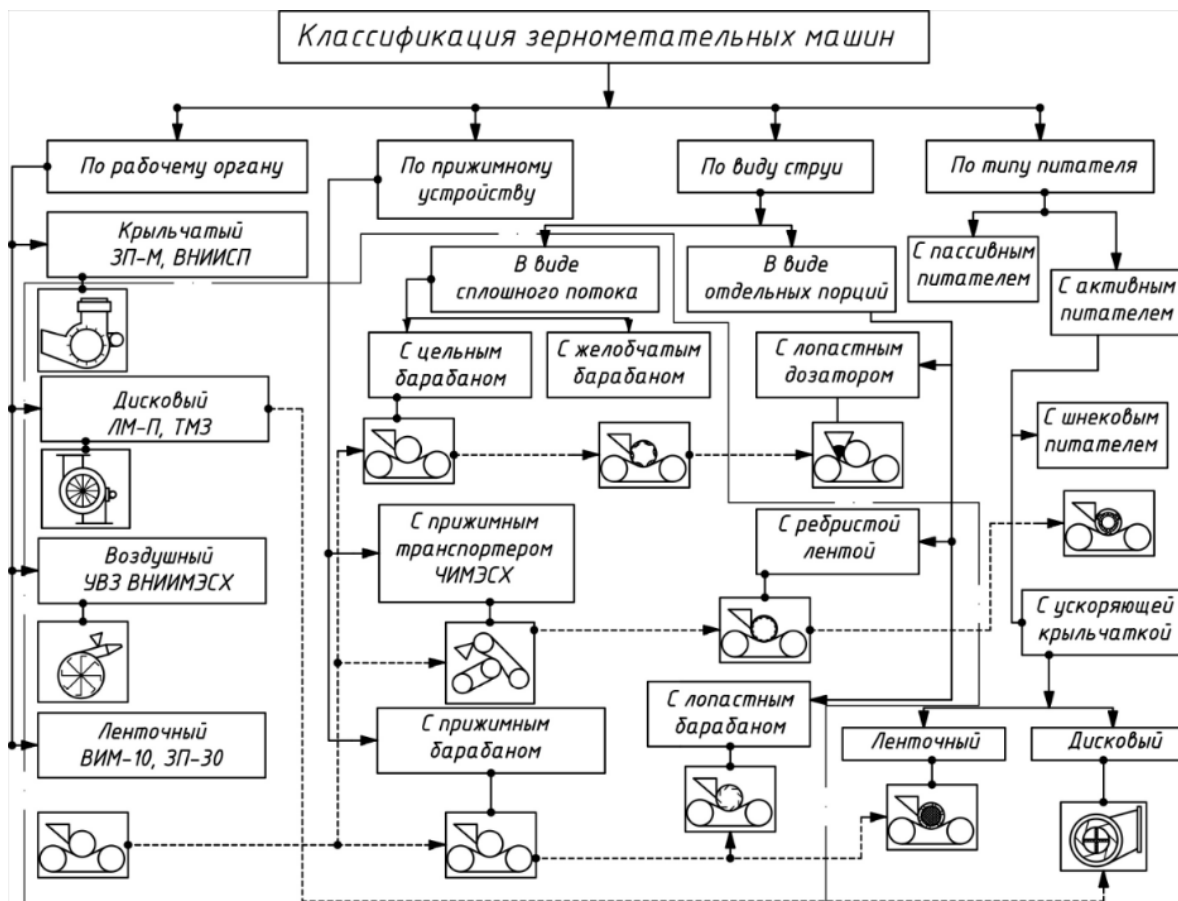 Классификация зернометательных машин
По рабочему органу
По прижимному
устройству
По виду струи
По типу питателя
Крыльчатый
ЗП-М, ВНИИСП
В виде
сплошного потока
В виде
отдельных порций
С пассивным
питателем
С активным
питателем
С цельным
барабаном
С желобчатым
барабаном
С лопастным
дозатором
Дисковый
ЛМ-П, ТМЗ
С шнековым
питателем
С прижимным
транспортером
ЧИМЭСХ
С ребристой
лентой
Воздушный
УВЗ ВНИИМЭСХ
С ускоряющей
крыльчаткой
С лопастным
барабаном
Ленточный
ВИМ-10, ЗП-30
С прижимным
барабаном
Ленточный
Дисковый